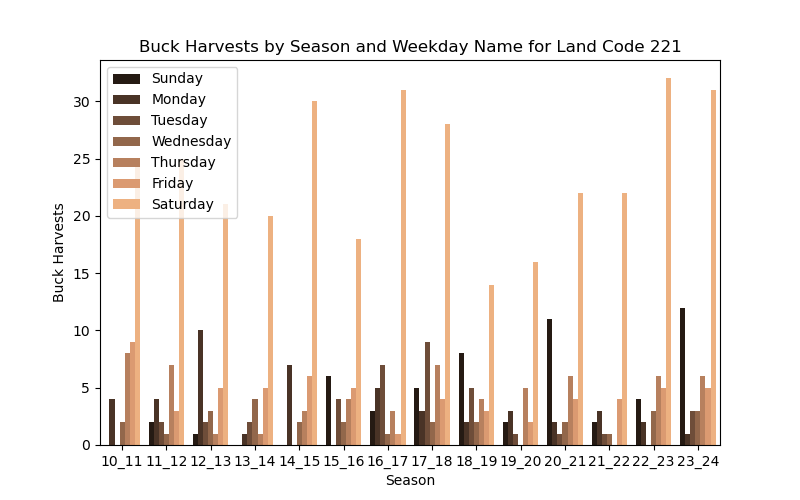 Buck Harvests by Season and Weekday Name for Land Code 221
Sunday
Monday
Tuesday
Wednesday
Thursday
Friday
Saturday
30
25
20
15
10
5
0
Buck Harvests
10_11 11_12 12_13 13_14 14_15 15_16 16_17 17_18 18_19 19_20 20_21 21_22 22_23 23_24
Season